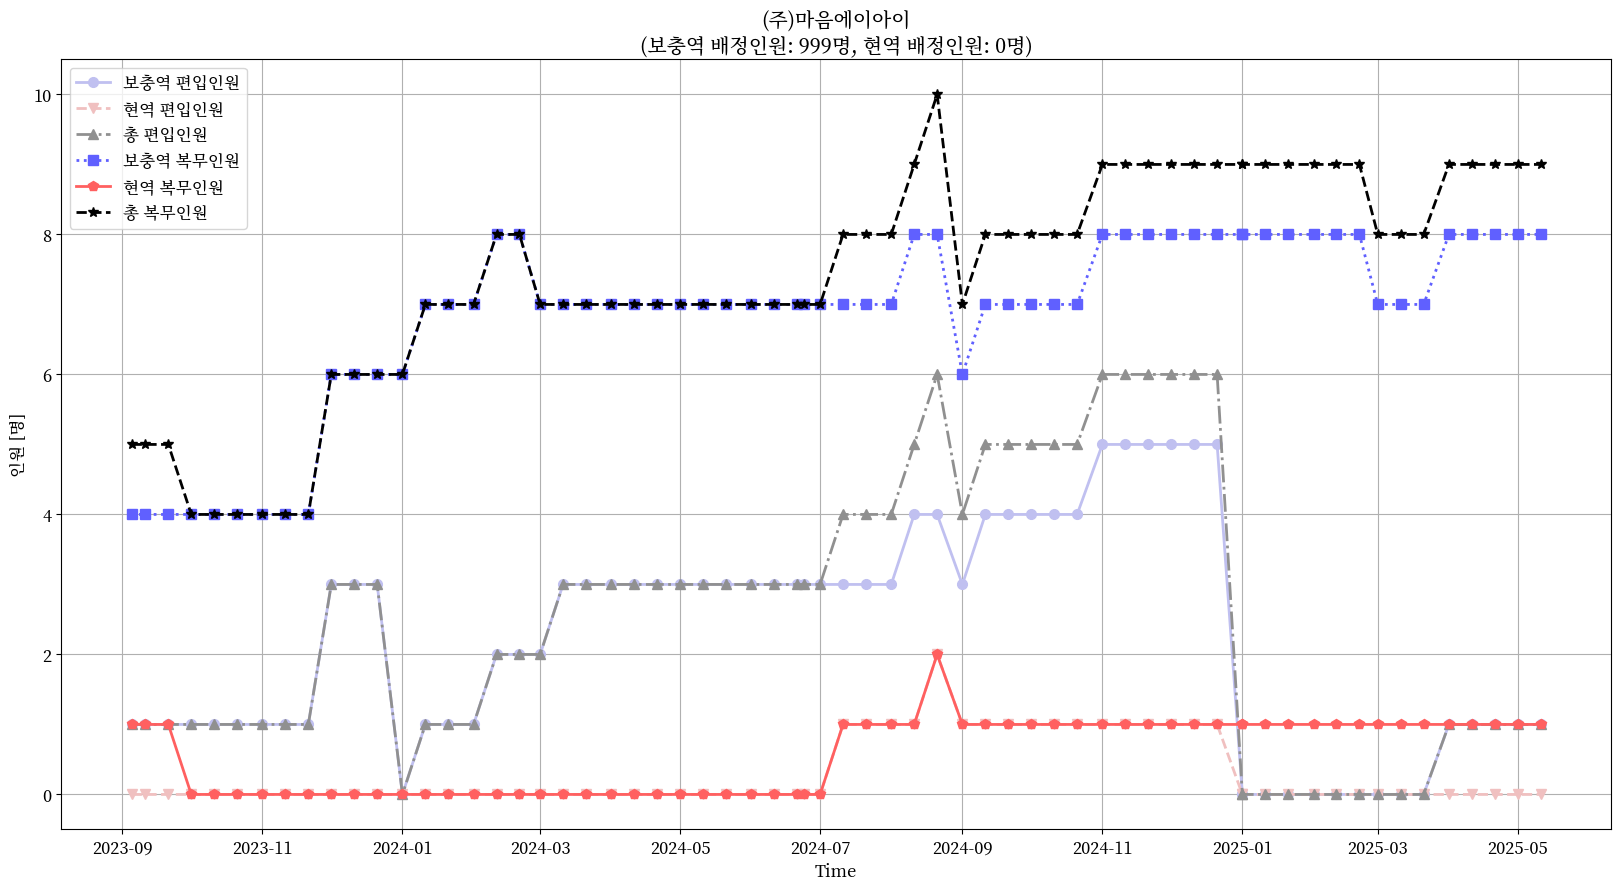 (주)마음에이아이
(보충역 배정인원: 999명, 현역 배정인원: 0명)
보충역 편입인원
현역 편입인원
총 편입인원
보충역 복무인원
현역 복무인원
총 복무인원
인원 [명]
10
8
6
4
2
0
2023-09 2023-11 2024-01 2024-03 2024-05 2024-07 2024-09 2024-11 2025-01 2025-03 2025-05
Time